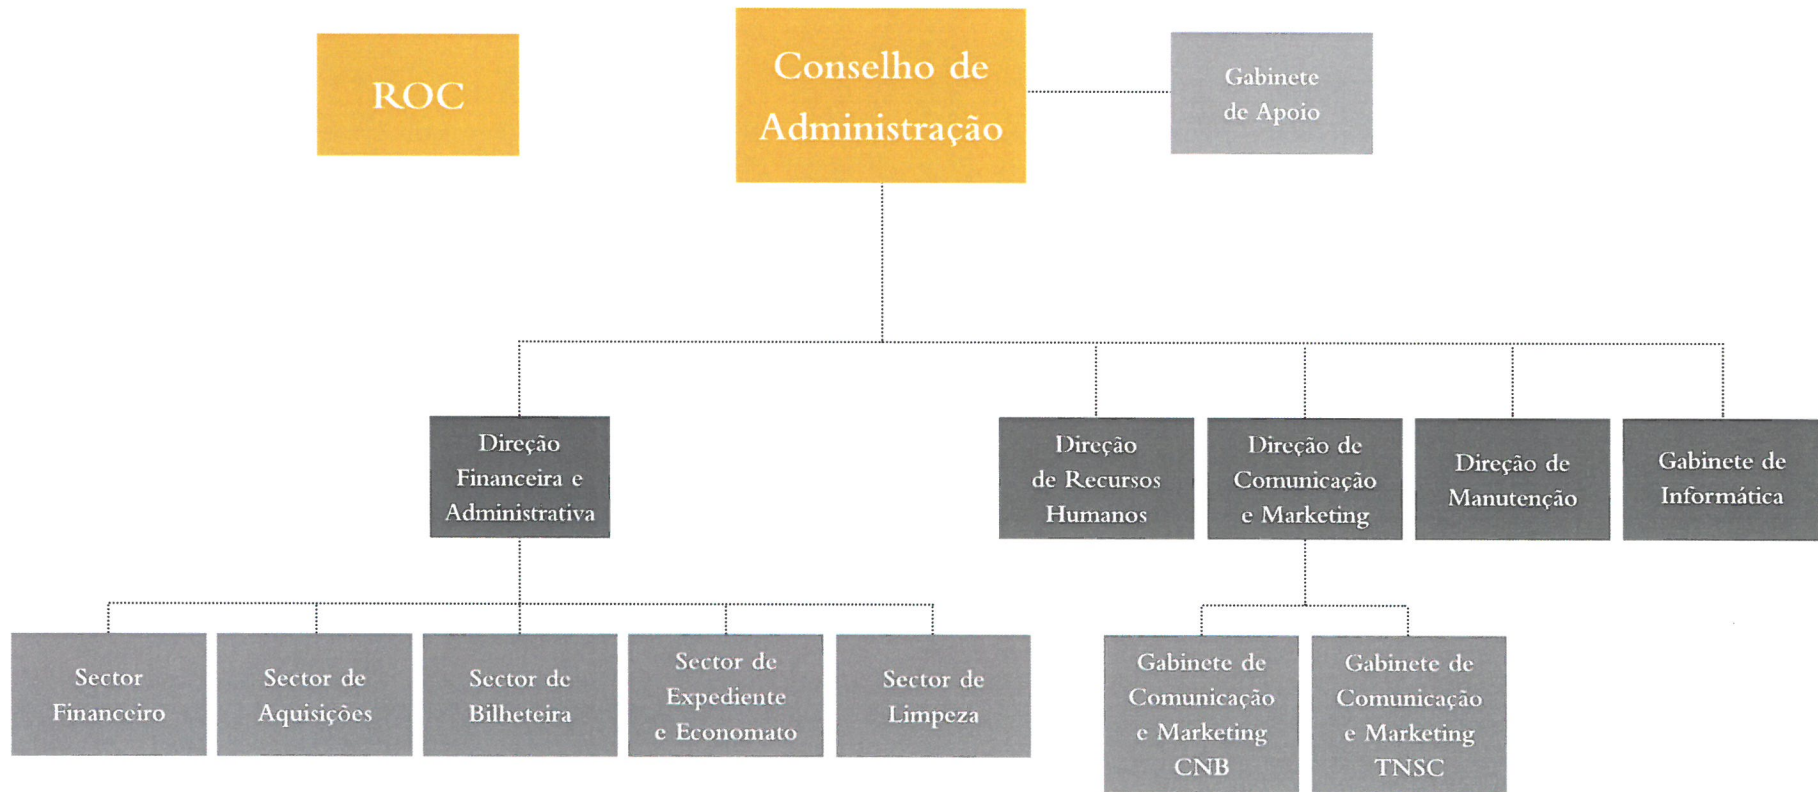 ROC
Conselho de
Administração
Gabinete
de Apoio
Direção
Financeira e
Administrativa
Direção
de Recursos
Humanos
Direção de
Comunicação
e Marketing
Direção de
Manutenção
Gabinete de
Informática
Sector
Financeiro
Sector de
Aquisições
Sector de
Bilheteira
Sector de
Expediente
e Economato
Sector de
Limpeza
Gabinete de
Comunicação
e Marketing
CNB
Gabinete de
Comunicação
e Marketing
TNSC